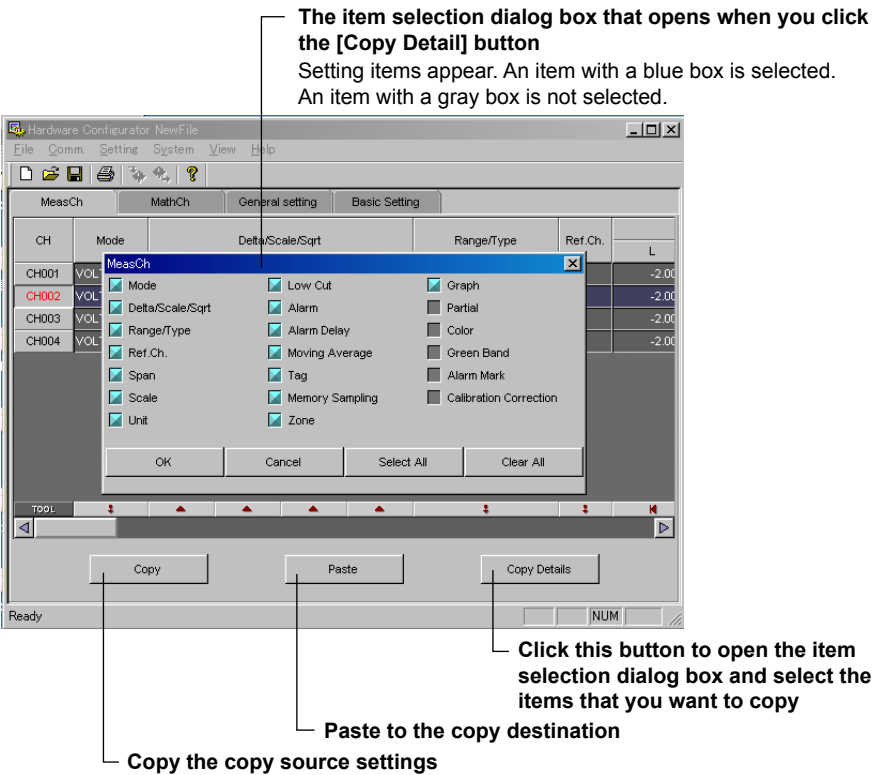 The item selection dialog box that opens when you click
the [Copy Detail] button
Setting items appear. An item with a blue box is selected.
An item with a gray box is not selected.
Hardware Configurator NewFile
File Comm. Setting System View Help
MeasCh MathCh General setting Basic Setting
CH Mode Delta/Scale/Sqrt Range/Type Ref.Ch.
L
MeasCh
CH001 VOL -2.00
CH002 VOL -2.00
CH003 VOL -2.00
CH004 VOL -2.00
Mode Low Cut Graph
Delta/Scale/Sqrt Alarm Partial
Range/Type Alarm Delay Color
Ref.Ch. Moving Average Green Band
Span Tag Alarm Mark
Scale Memory Sampling Calibration Correction
Unit Zone
OK Cancel Select All Clear All
TOOL
Copy Paste Copy Details
Ready NUM
Click this button to open the item
selection dialog box and select the
items that you want to copy
Paste to the copy destination
Copy the copy source settings